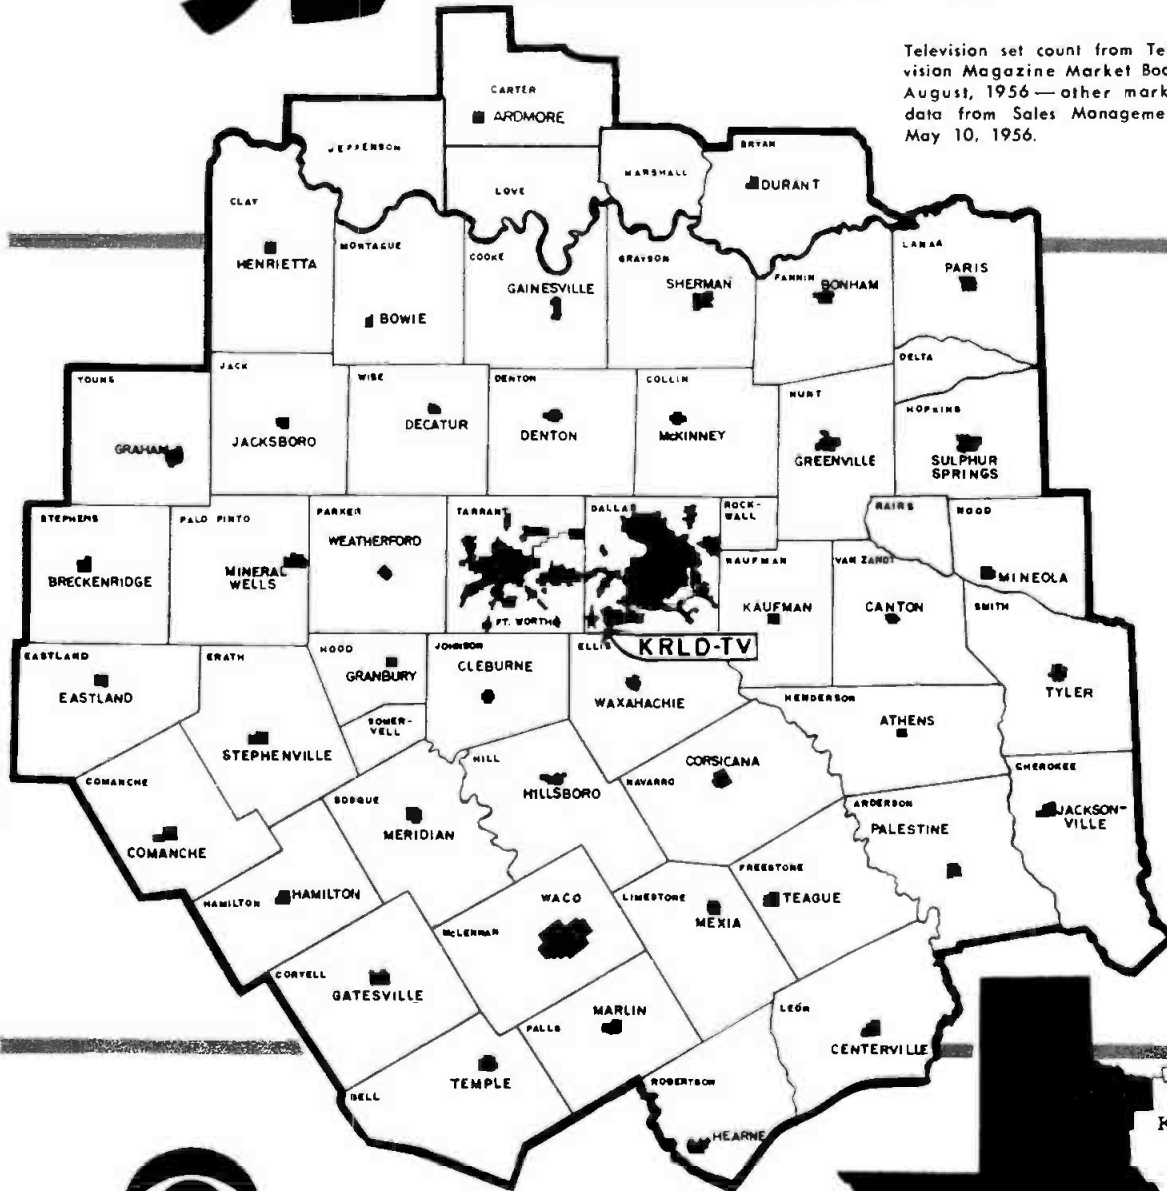 Television set count from Te
vision Magazine Market Boo
August, 1956 — other mark
data from Sales Manageme
May 10, 1956.
CARTER
ARDMORE
JEFFERSON
LOVE
MARSHALL
BRYAN
DURANT
CLAY
HENRIETTA
MONTAGUE
BOWIE
COOKE
GAINESVILLE
GRAYSON
SHERMAN
FANNIN
BONHAM
LAMAR
PARIS
DELTA
YOUNG
GRAHAM
JACK
JACKSBORO
WISE
DECATUR
DENTON
DENTON
COLLIN
McKINNEY
HUNT
GREENVILLE
HOPKINS
SULPHUR
SPRINGS
STEPHENS
BRECKENRIDGE
PALO PINTO
MINERAL
WELLS
PARKER
WEATHERFORD
TARRANT
FT. WORTH
DALLAS
ROCK-
WALL
KAUFMAN
KAUFMAN
VAN ZANDT
CANTON
RAINS
WOOD
MINEOLA
SMITH
TYLER
EASTLAND
EASTLAND
ERATH
STEPHENVILLE
HOOD
GRANBURY
SOMER-
VELL
JOHNSON
CLEBURNE
ELLIS
KRLD-TV
WAXAHACHIE
HENDERSON
ATHENS
COMANCHE
COMANCHE
BOSQUE
MERIDIAN
HILL
HILLSBORO
NAVARRO
CORSICANA
ANDERSON
PALESTINE
CHEROKEE
JACKSON-
VILLE
HAMILTON
HAMILTON
McLENNAN
WACO
LIMESTONE
MEXIA
FREESTONE
TEAGUE
CORYELL
GATESVILLE
FALLS
MARLIN
LEON
CENTERVILLE
BELL
TEMPLE
ROBERTSON
HEARNE
K